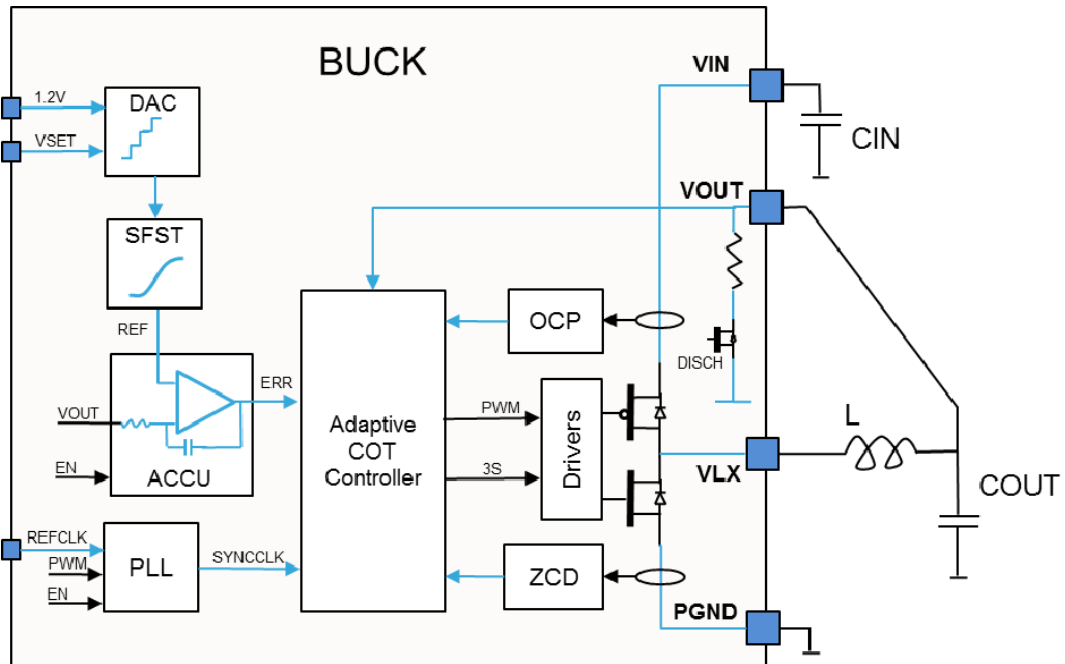 BUCK
VIN
1.2V
DAC
VSET
CIN
VOUT
SFST
REF
OCP
DISCH
ERR
VOUT
EN
ACCU
Adaptive
COT
Controller
PWM
3S
Drivers
VLX
L
COUT
REFCLK
PWM
EN
PLL
SYNCCLK
ZCD
PGND